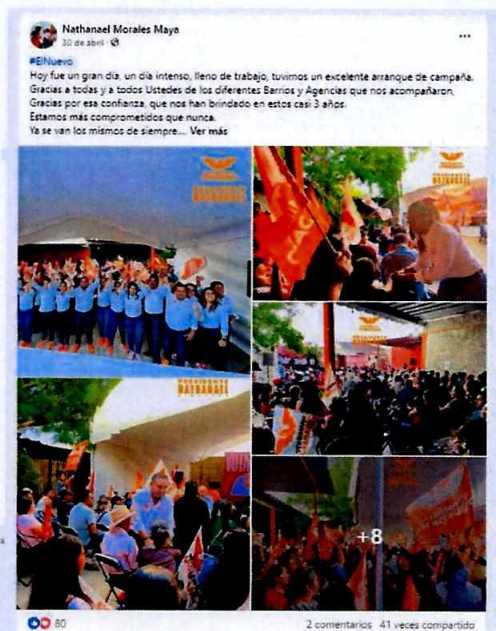 Nathanael Morales Maya
30 de abril
#ElNuevo
Hoy fue un gran día, un día intenso, lleno de trabajo, tuvimos un excelente arranque de campaña.
Gracias a todas y a todos Ustedes de los diferentes Barrios y Agencias que nos acompañaron,
Gracias por esa confianza, que nos han brindado en estos casi 3 años.
Estamos más comprometidos que nunca.
Ya se van los mismos de siempre... Ver más
PRESIDENTE
NATHANAEL
+8
80
2 comentarios 41 veces compartido